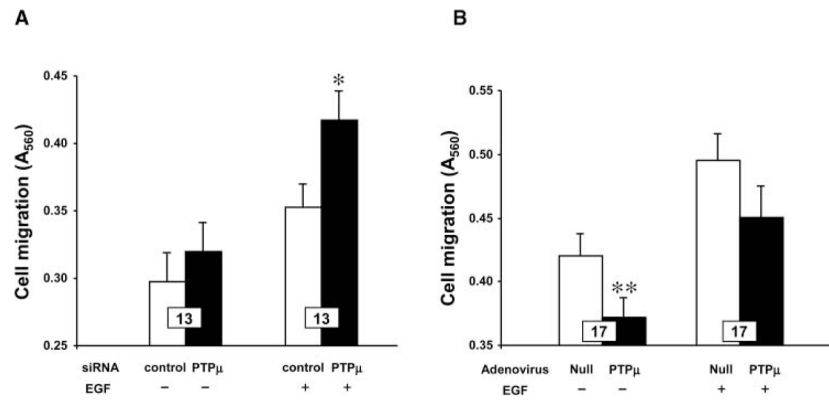 A
Cell migration (A560)
0.45
0.40
0.35
0.30
0.25
*
13
13
siRNA control PTPμ control PTPμ
EGF − − + +
B
Cell migration (A560)
0.55
0.50
0.45
0.40
0.35
**
17
17
Adenovirus Null PTPμ Null PTPμ
EGF − − + +